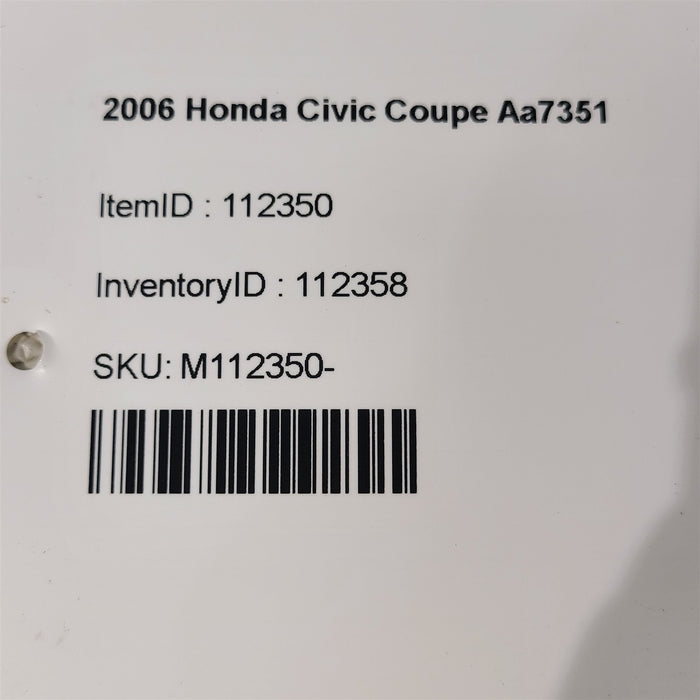 2006 Honda Civic Coupe Aa7351
ItemID : 112350
InventoryID : 112358
SKU: M112350-